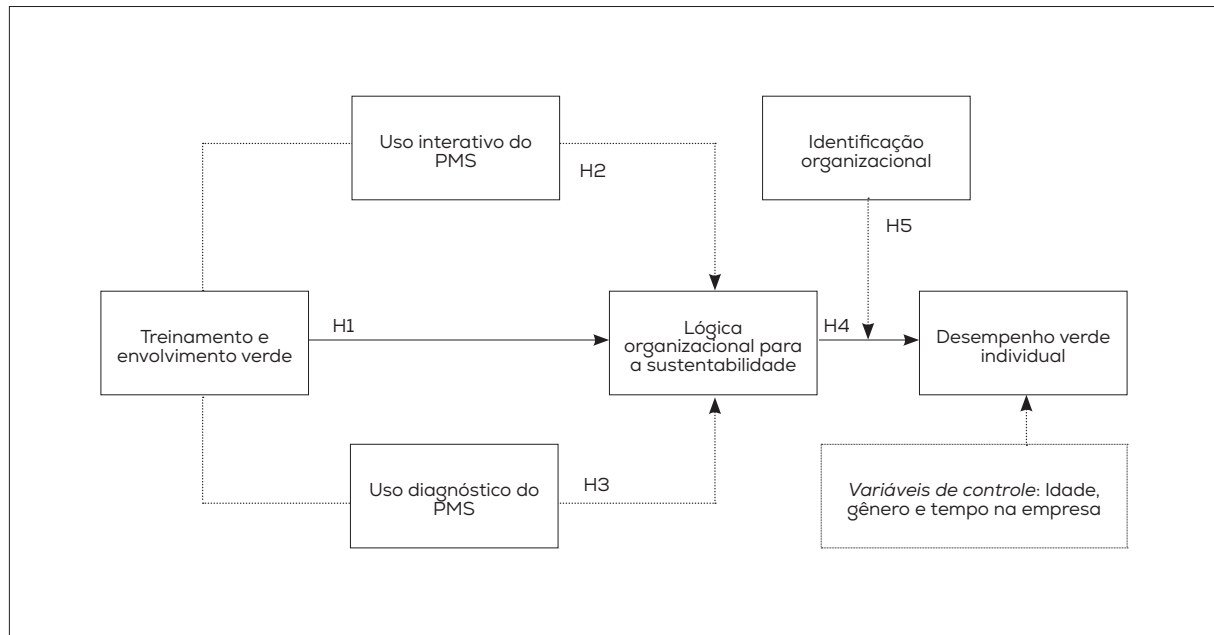 Uso interativo do
PMS
H2
Identificação
organizacional
H5
Treinamento e
envolvimento verde
H1
Lógica
organizacional para
a sustentabilidade
H4
Desempenho verde
individual
Uso diagnóstico do
PMS
H3
Variáveis de controle: Idade,
gênero e tempo na empresa